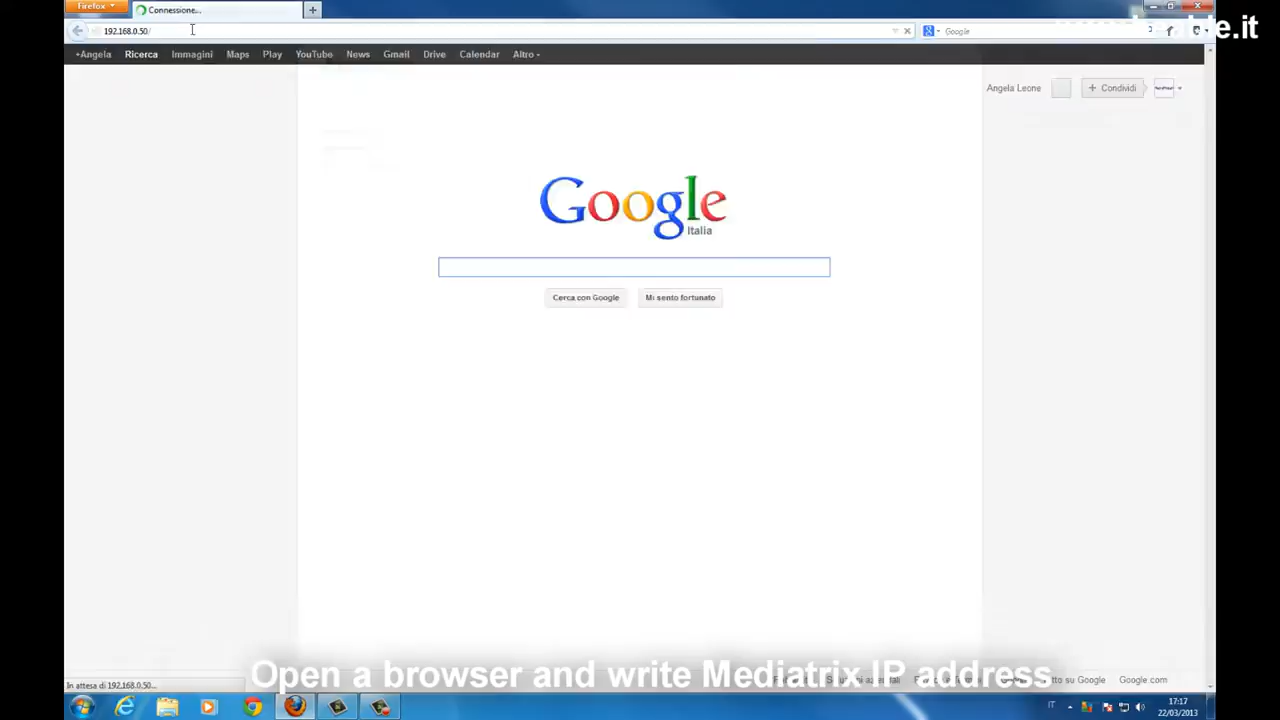 Firefox
Connessione...
192.168.0.50/
Google
+Angela Ricerca Immagini Maps Play YouTube Gmail News Drive Calendar Altro
Angela Leone
+ Condividi
Google
Italia
Cerca con Google
Mi sento fortunato
Open a browser and write Mediatrix IP address
Google.com
In attesa di 192.168.0.50...
IT
17:17
22/03/2013